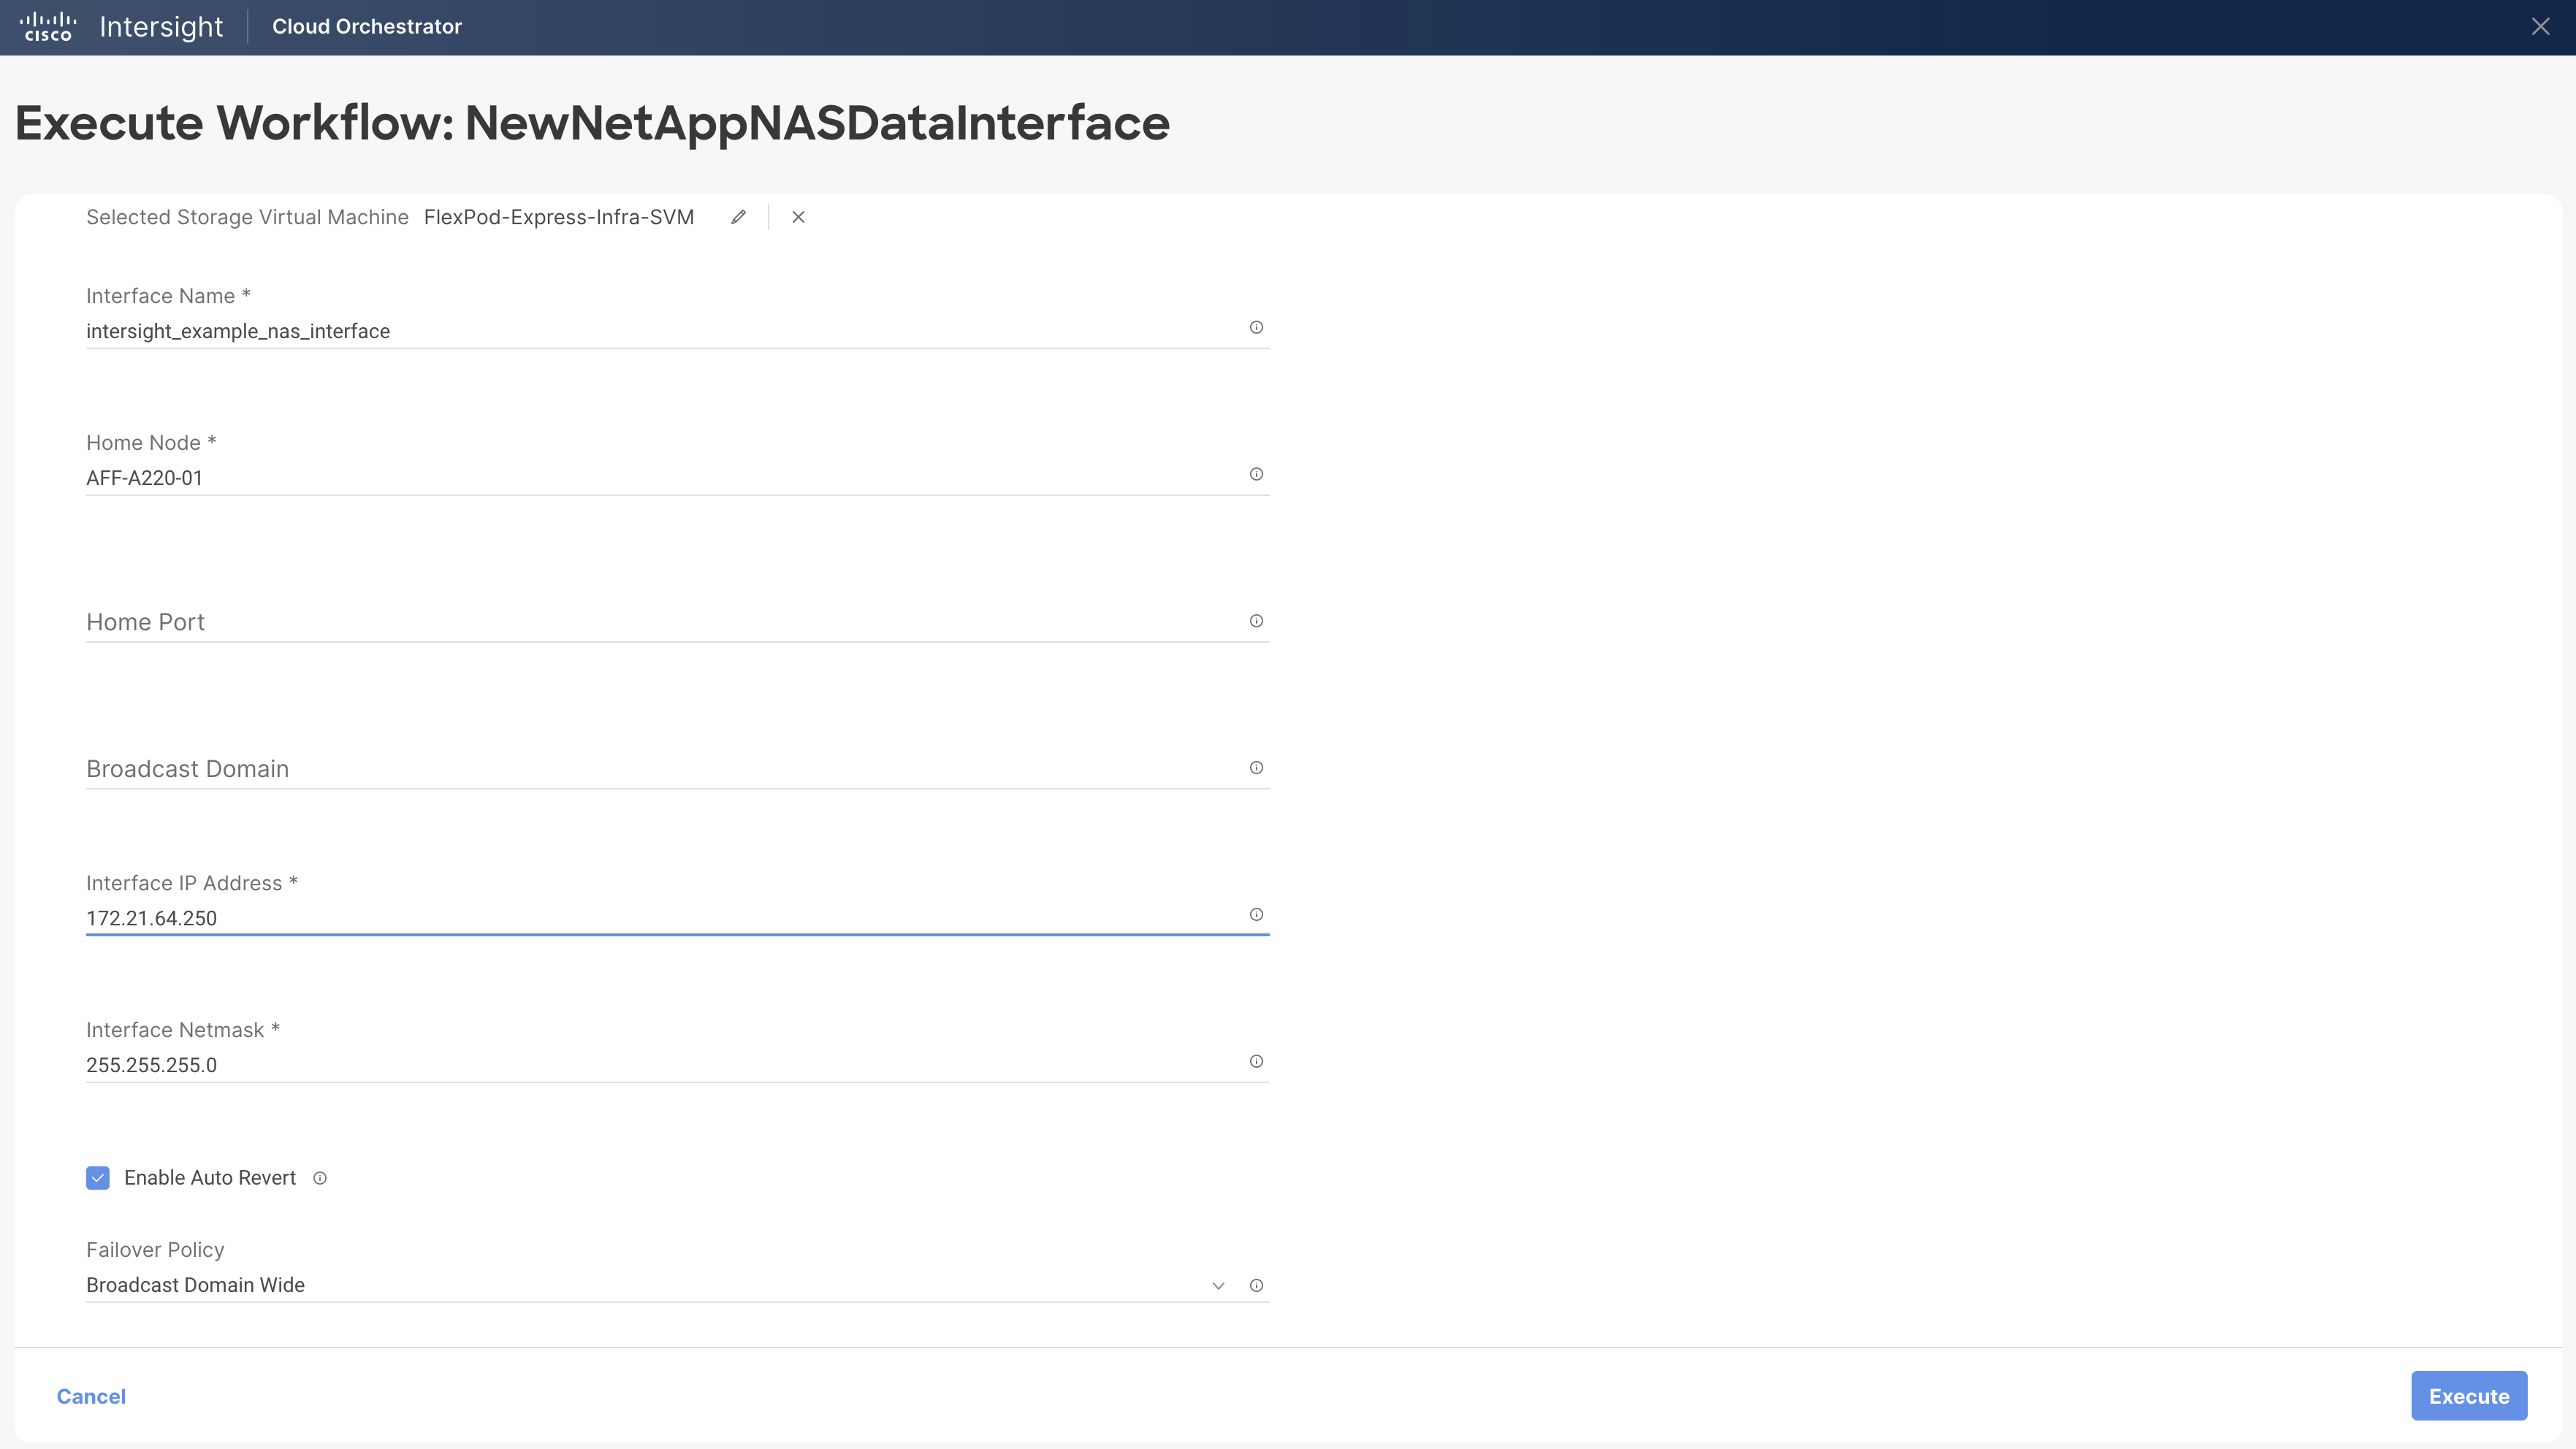 cisco Intersight Cloud Orchestrator
Execute Workflow: NewNetAppNASDataInterface
Selected Storage Virtual Machine FlexPod-Express-Infra-SVM
Interface Name *
intersight_example_nas_interface
Home Node *
AFF-A220-01
Home Port
Broadcast Domain
Interface IP Address *
172.21.64.250
Interface Netmask *
255.255.255.0
Enable Auto Revert
Failover Policy
Broadcast Domain Wide
Cancel Execute